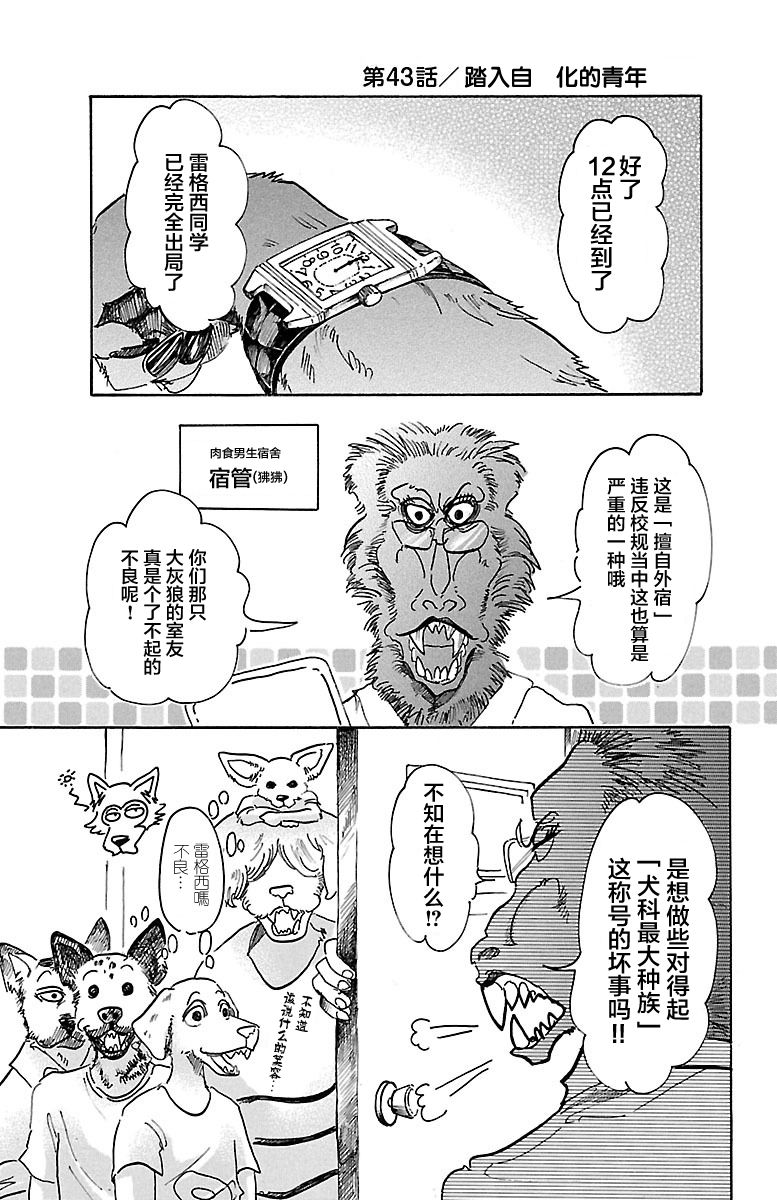 第43話／踏入自　化的青年
好了
12点已经到了
雷格西同学
已经完全出局了
这是「擅自外宿」
违反校规当中这也算是
严重的一种哦
肉食男生宿舍
宿管(狒狒)
你们那只
大灰狼的室友
真是个了不起的
不良呢！
是想做些对得起
「犬科最大种族」
这称号的坏事吗!!
不知在想什么!?
雷格西嗎
不良…
不知道
该说什么的笑容…